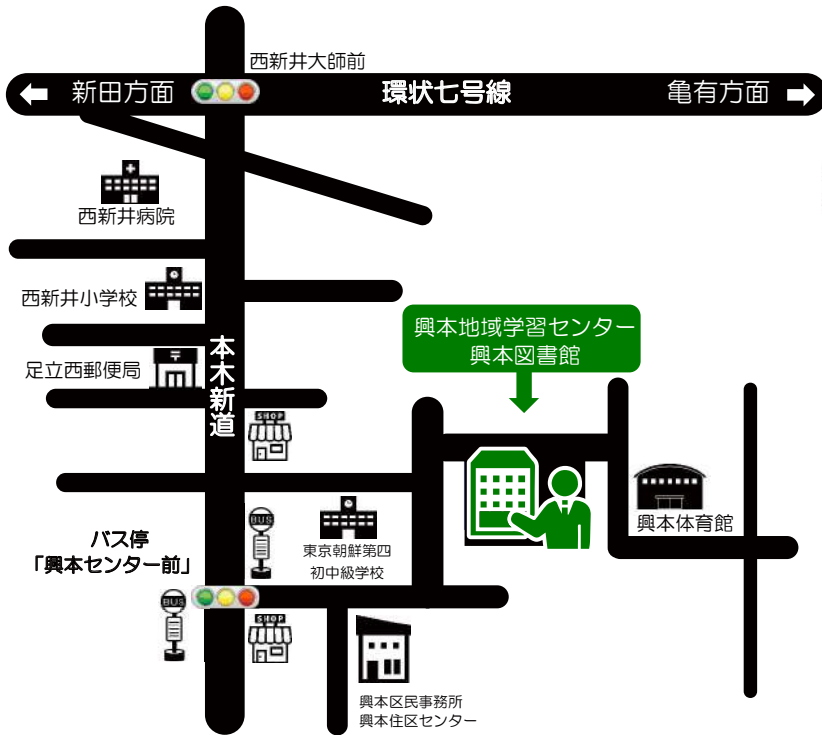 西新井大師前
新田方面
環状七号線
亀有方面
西新井病院
西新井小学校
足立西郵便局
本木新道
興本地域学習センター
興本図書館
SHOP
興本体育館
バス停
「興本センター前」
BUS
東京朝鮮第四
初中級学校
BUS
SHOP
興本区民事務所
興本住区センター